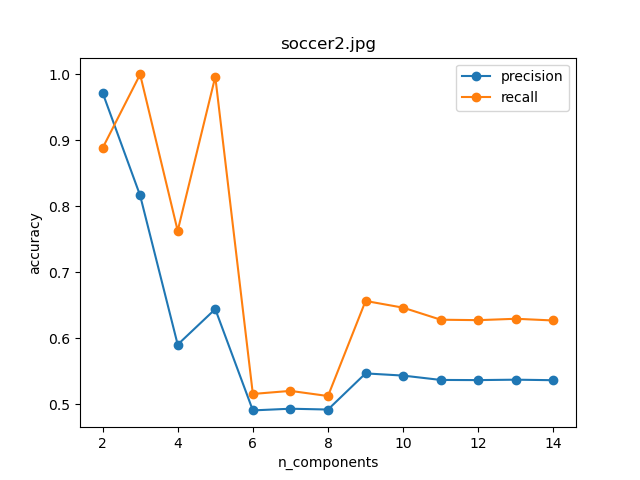 soccer2.jpg
precision
recall
accuracy
1.0
0.9
0.8
0.7
0.6
0.5
2 4 6 8 10 12 14
n_components